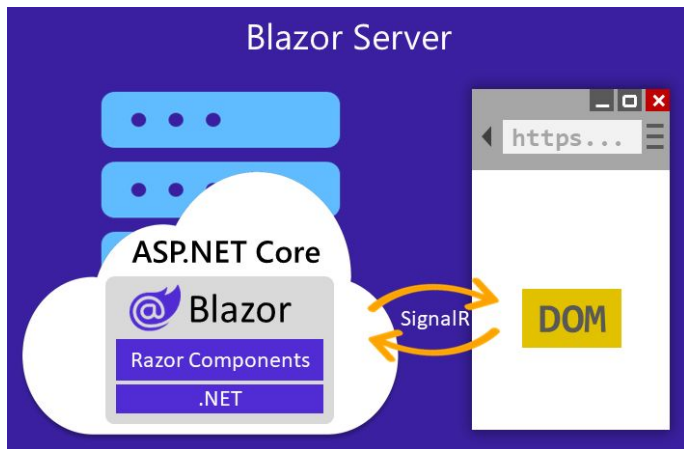 Blazor Server
https...
ASP.NET Core
@ Blazor
Razor Components
.NET
SignalR
DOM